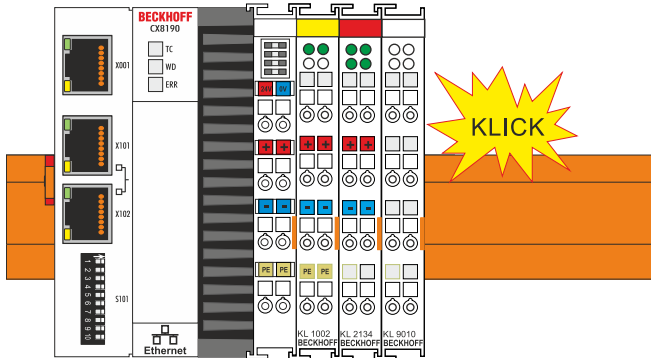 BECKHOFF
CX8190
TC
WD
ERR
X001
X101
X102
S101
1
2
3
4
5
6
7
8
9
10
Ethernet
24V 0V
+ +
- -
PE PE
+ +
- -
PE PE
KL 1002
BECKHOFF
+ +
- -
KL 2134
BECKHOFF
KL 9010
BECKHOFF
KLICK